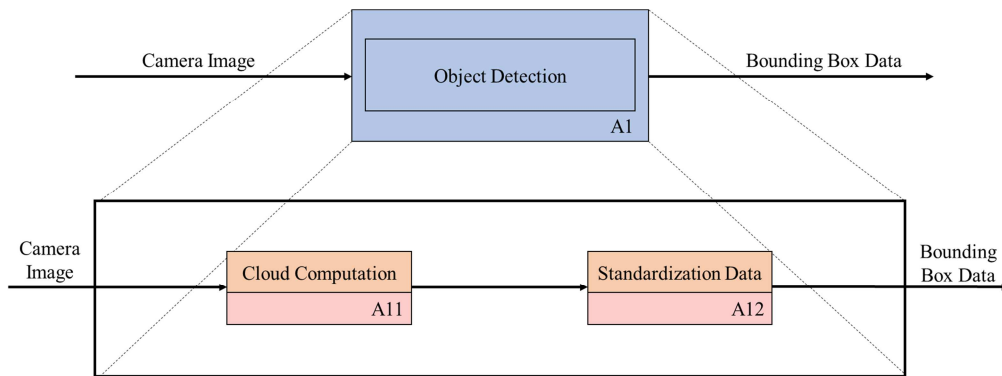 Camera Image
Object Detection
Bounding Box Data
A1
Camera
Image
Cloud Computation
A11
Standardization Data
A12
Bounding
Box Data